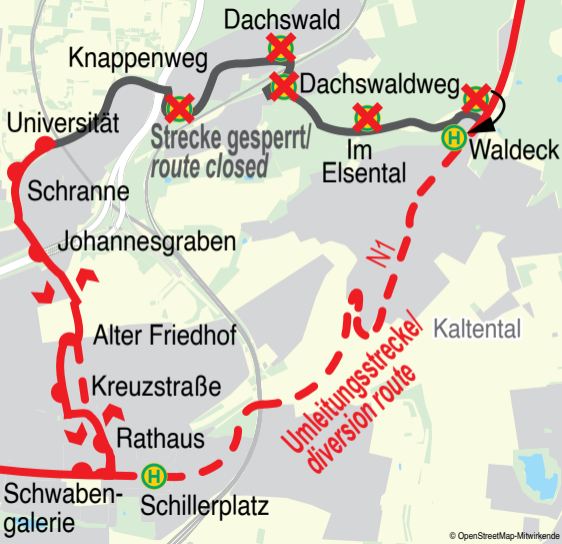 Dachswald
Knappenweg
Dachswaldweg
Universität
Strecke gesperrt/
route closed
Im
Elsental
H
Waldeck
Schranne
Johannesgraben
N1
Kaltental
Alter Friedhof
Umleitungsstrecke/
diversion route
Kreuzstraße
Rathaus
H
Schwaben-
galerie
Schillerplatz
© OpenStreetMap-Mitwirkende